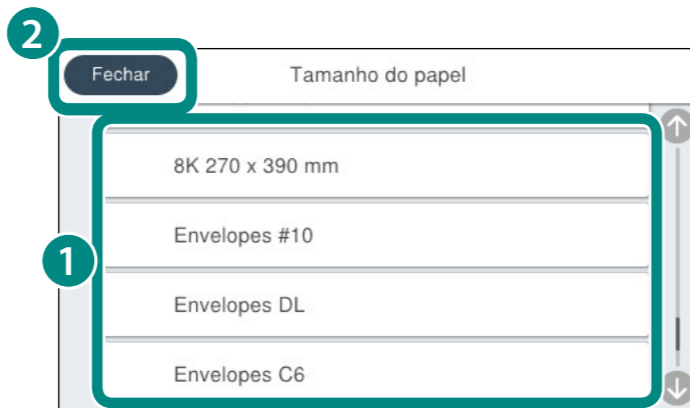 2
Fechar
Tamanho do papel
8K 270 x 390 mm
Envelopes #10
1
Envelopes DL
Envelopes C6